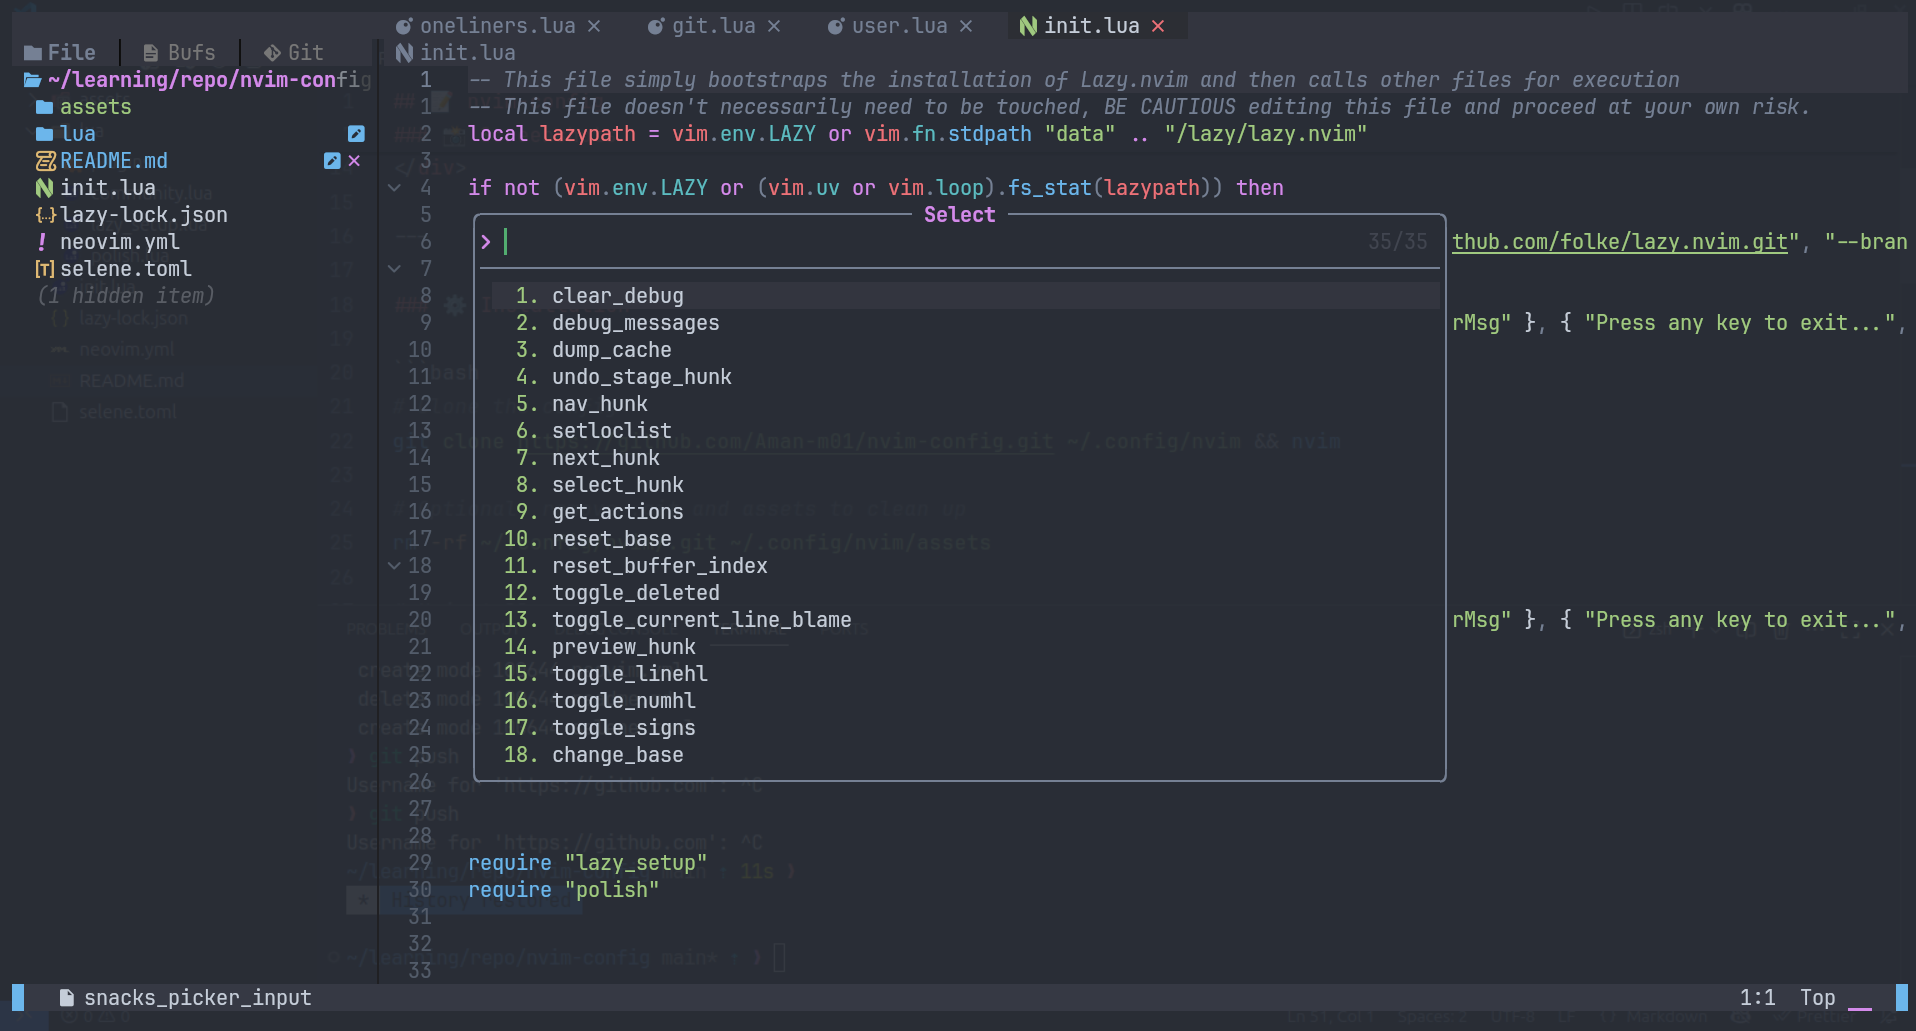 oneliners.lua × git.lua × user.lua × init.lua ×
File Bufs Git init.lua
~/learning/repo/nvim-config
assets
lua
README.md ×
init.lua
lazy-lock.json
neovim.yml
selene.toml
(1 hidden item)
lazy-lock.json
neovim.yml
README.md
selene.toml
1 -- This file simply bootstraps the installation of Lazy.nvim and then calls other files for execution
1 -- This file doesn't necessarily need to be touched, BE CAUTIOUS editing this file and proceed at your own risk.
2 local lazypath = vim.env.LAZY or vim.fn.stdpath "data" .. "/lazy/lazy.nvim"
3
4 if not (vim.env.LAZY or (vim.uv or vim.loop).fs_stat(lazypath)) then
5 Select
6 > 35/35 thub.com/folke/lazy.nvim.git", "--bran
7
8 1. clear_debug
9 2. debug_messages rMsg" }, { "Press any key to exit...",
10 3. dump_cache
11 4. undo_stage_hunk
12 5. nav_hunk
13 6. setloclist
14 7. next_hunk
15 8. select_hunk
16 9. get_actions
17 10. reset_base
18 11. reset_buffer_index
19 12. toggle_deleted
20 13. toggle_current_line_blame rMsg" }, { "Press any key to exit...",
21 14. preview_hunk
22 15. toggle_linehl
23 16. toggle_numhl
24 17. toggle_signs
25 18. change_base
26
27
28
29 require "lazy_setup"
30 require "polish"
31
32
33
snacks_picker_input 1:1 Top